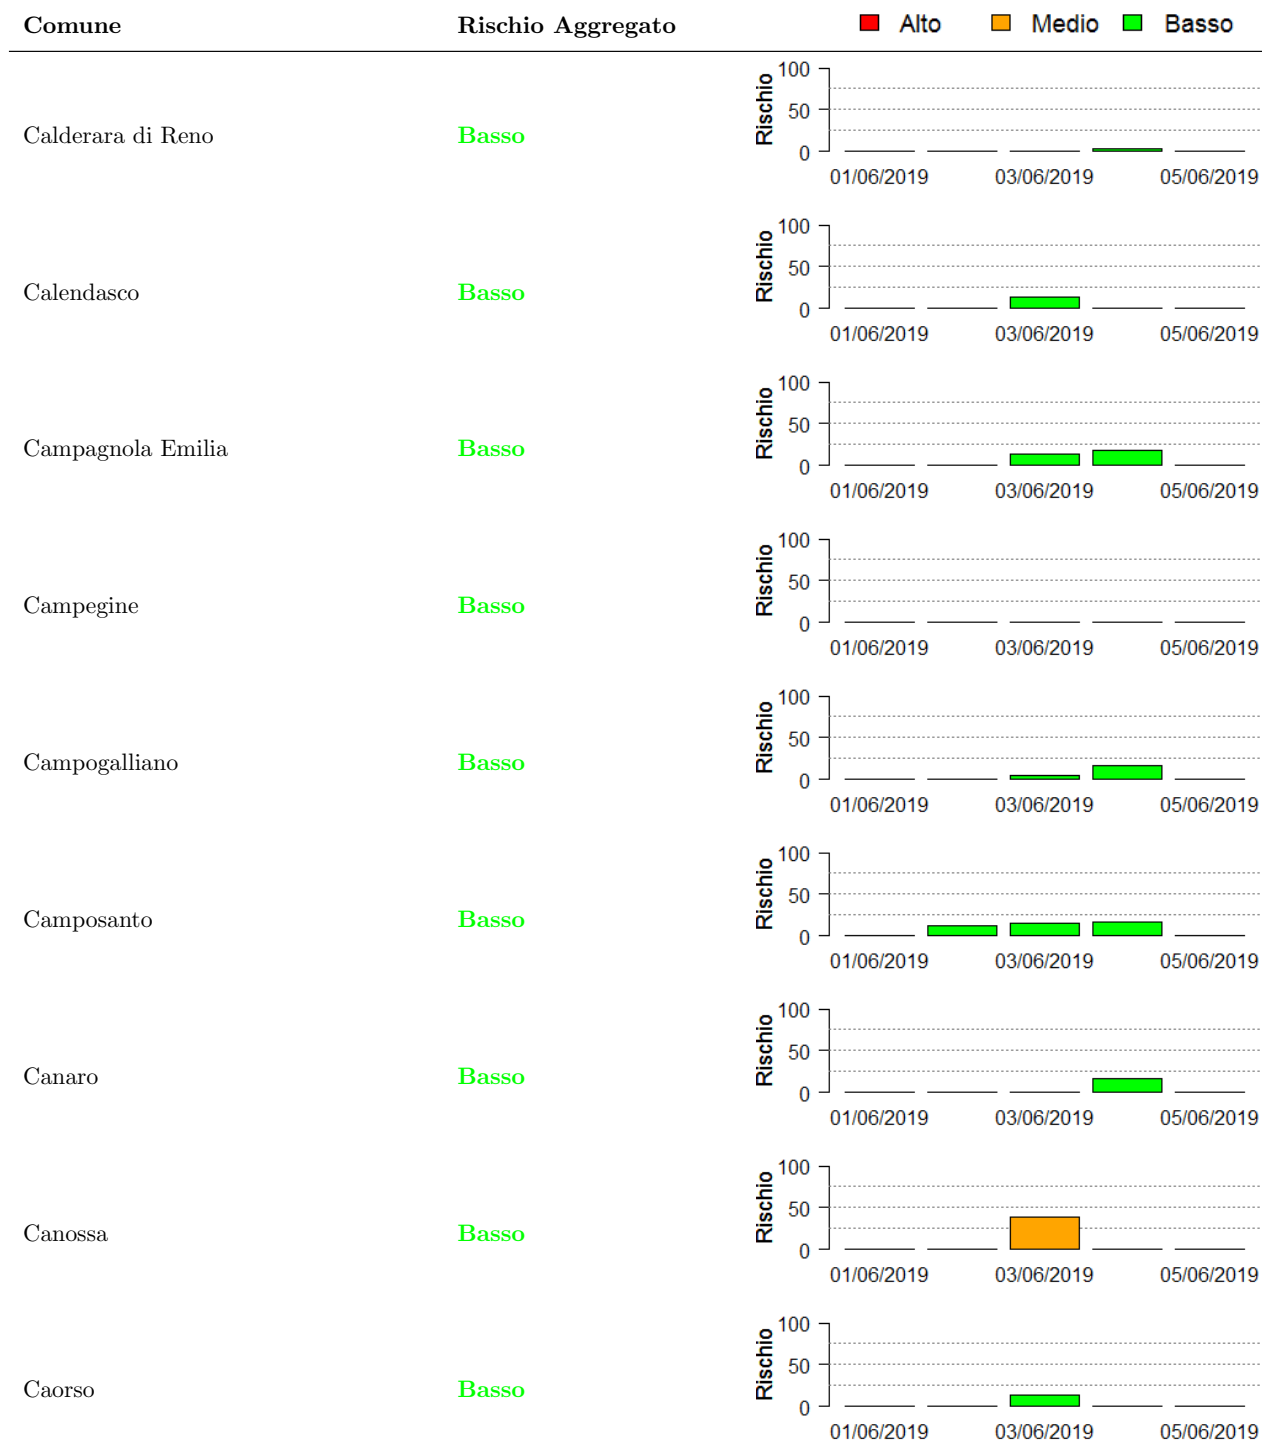 Comune Rischio Aggregato Alto Medio Basso
100
50
0
Rischio
Calderara di Reno Basso
01/06/2019 03/06/2019 05/06/2019
100
50
0
Rischio
Calendasco Basso
01/06/2019 03/06/2019 05/06/2019
100
50
0
Rischio
Campagnola Emilia Basso
01/06/2019 03/06/2019 05/06/2019
100
50
0
Rischio
Campegine Basso
01/06/2019 03/06/2019 05/06/2019
100
50
0
Rischio
Campogalliano Basso
01/06/2019 03/06/2019 05/06/2019
100
50
0
Rischio
Camposanto Basso
01/06/2019 03/06/2019 05/06/2019
100
50
0
Rischio
Canaro Basso
01/06/2019 03/06/2019 05/06/2019
100
50
0
Rischio
Canossa Basso
01/06/2019 03/06/2019 05/06/2019
100
50
0
Rischio
Caorso Basso
01/06/2019 03/06/2019 05/06/2019